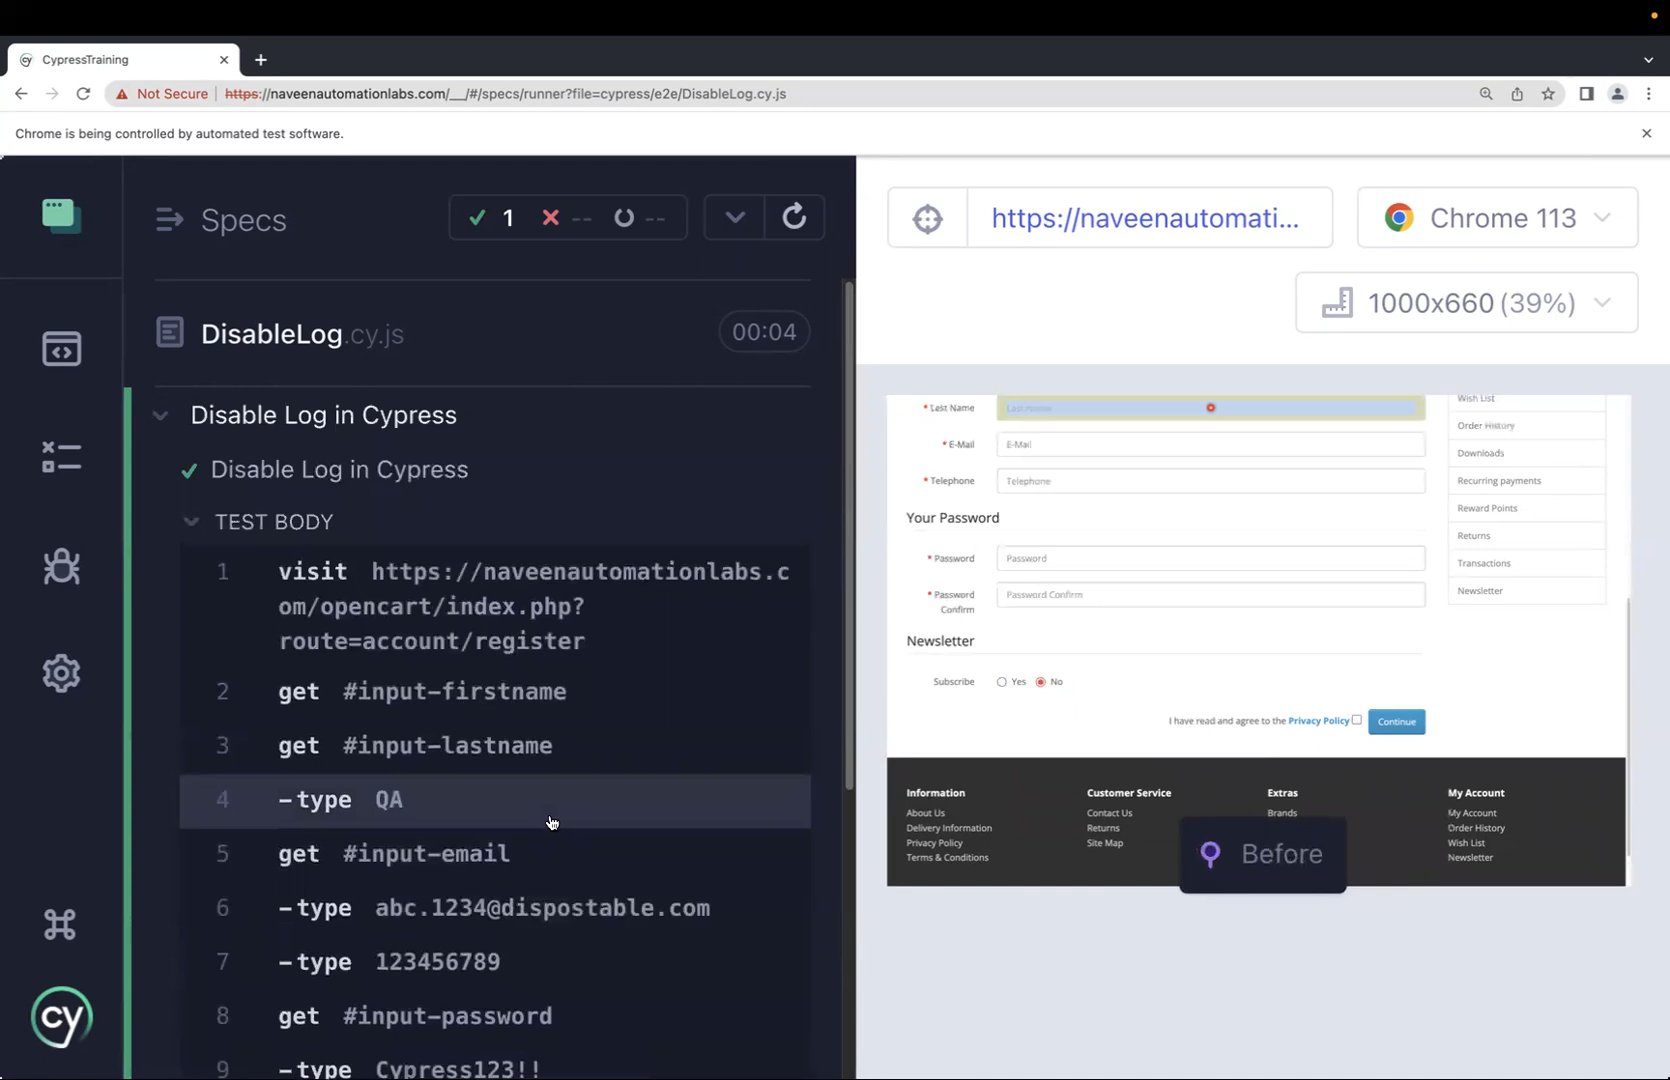 CypressTraining
Not Secure
https://naveenautomationlabs.com/__/#/specs/runner?file=cypress/e2e/DisableLog.cy.js
Chrome is being controlled by automated test software.
Specs
1
--
--
DisableLog.cy.js
00:04
Disable Log in Cypress
Disable Log in Cypress
TEST BODY
1 visit https://naveenautomationlabs.c
om/opencart/index.php?
route=account/register
2 get #input-firstname
3 get #input-lastname
4 -type QA
5 get #input-email
6 -type abc.1234@dispostable.com
7 -type 123456789
8 get #input-password
9 -type Cypress123!!
cy
https://naveenautomati...
Chrome 113
1000x660 (39%)
* Last Name
Last Name
* E-Mail
E-Mail
* Telephone
Telephone
Your Password
* Password
Password
* Password
Confirm
Password Confirm
Newsletter
Subscribe
Yes
No
I have read and agree to the Privacy Policy
Continue
Wish List
Order History
Downloads
Recurring payments
Reward Points
Returns
Transactions
Newsletter
Information
About Us
Delivery Information
Privacy Policy
Terms & Conditions
Customer Service
Contact Us
Returns
Site Map
Extras
Brands
My Account
My Account
Order History
Wish List
Newsletter
Before